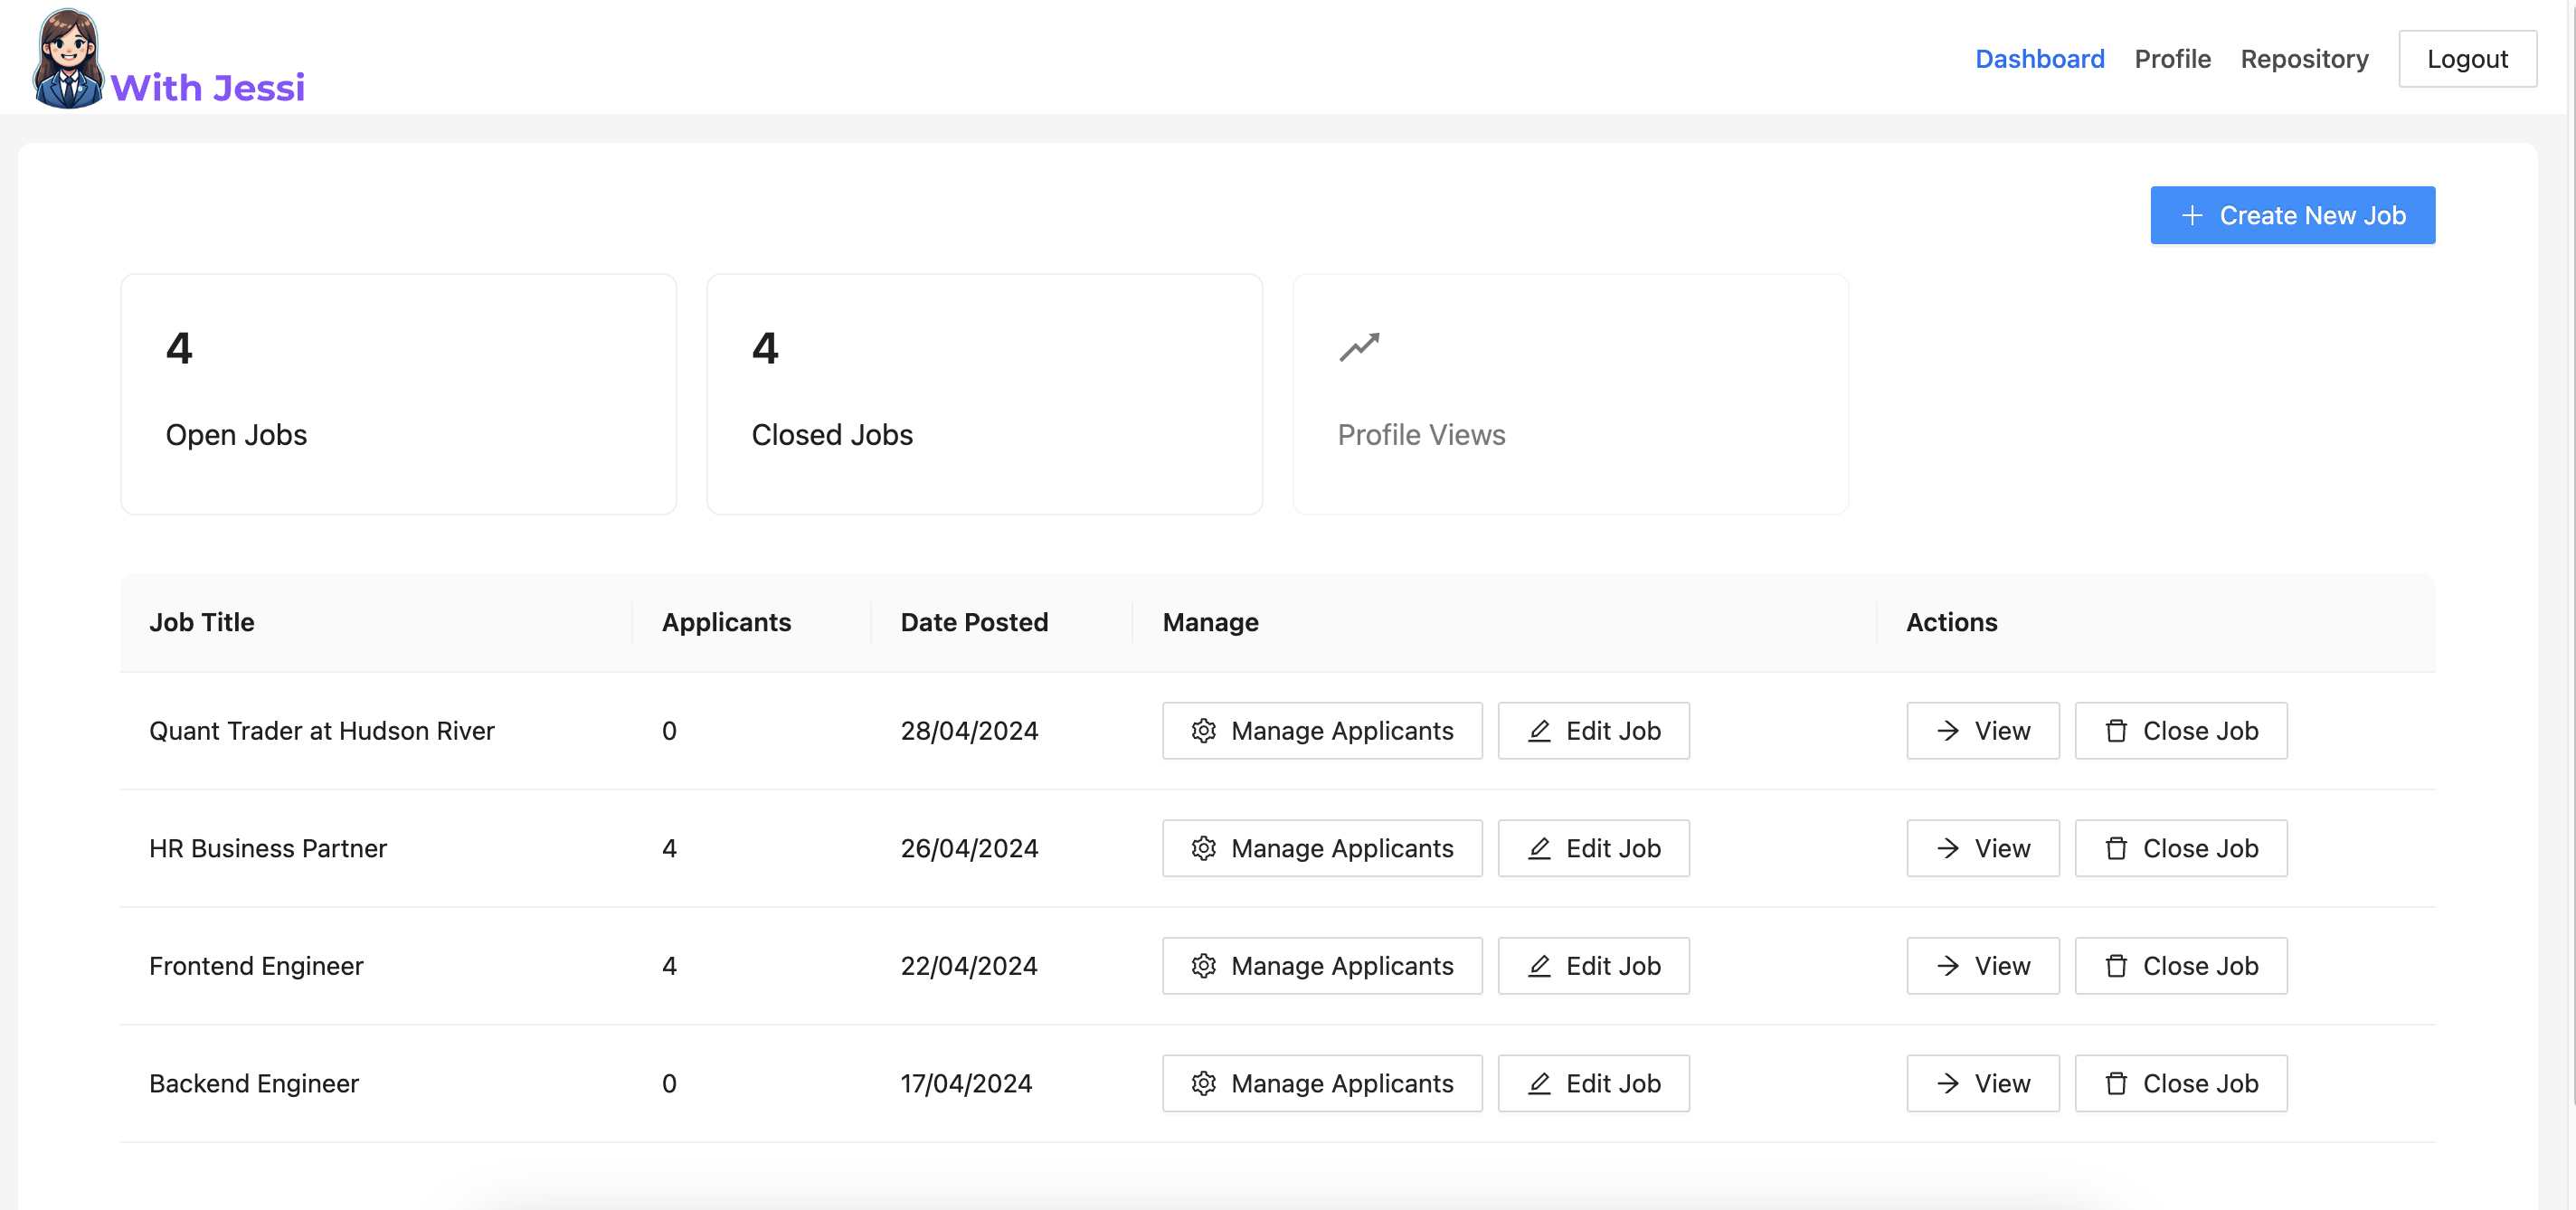 With Jessi
Dashboard Profile Repository Logout
Create New Job
4 4
Open Jobs Closed Jobs Profile Views
Job Title Applicants Date Posted Manage Actions
Quant Trader at Hudson River 0 28/04/2024 Manage Applicants Edit Job View Close Job
HR Business Partner 4 26/04/2024 Manage Applicants Edit Job View Close Job
Frontend Engineer 4 22/04/2024 Manage Applicants Edit Job View Close Job
Backend Engineer 0 17/04/2024 Manage Applicants Edit Job View Close Job